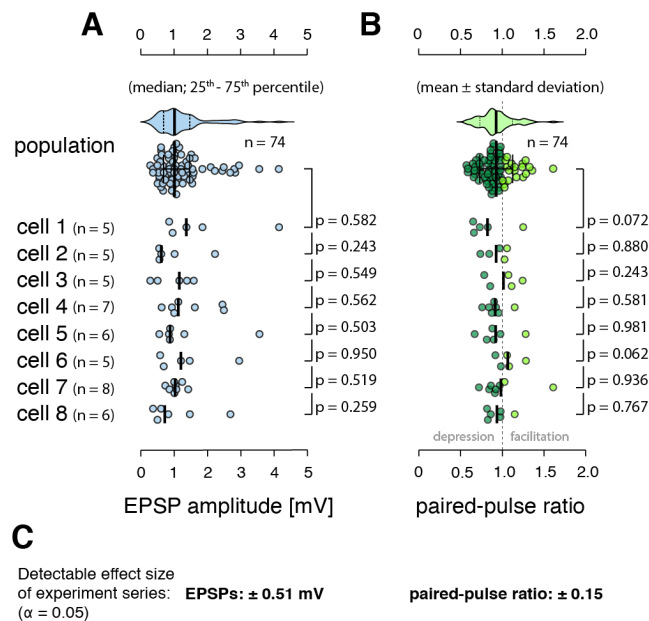 A
B
0 1 2 3 4 5
0 0.5 1.0 1.5 2.0
(median; 25th - 75th percentile)
(mean ± standard deviation)
population
n = 74
n = 74
cell 1 (n = 5)
p = 0.582
p = 0.072
cell 2 (n = 5)
p = 0.243
p = 0.880
cell 3 (n = 5)
p = 0.549
p = 0.243
cell 4 (n = 7)
p = 0.562
p = 0.581
cell 5 (n = 6)
p = 0.503
p = 0.981
cell 6 (n = 5)
p = 0.950
p = 0.062
cell 7 (n = 8)
p = 0.519
p = 0.936
cell 8 (n = 6)
p = 0.259
p = 0.767
depression facilitation
0 1 2 3 4 5
0 0.5 1.0 1.5 2.0
EPSP amplitude [mV]
paired-pulse ratio
C
Detectable effect size
of experiment series:
(α = 0.05)
EPSPs: ± 0.51 mV
paired-pulse ratio: ± 0.15